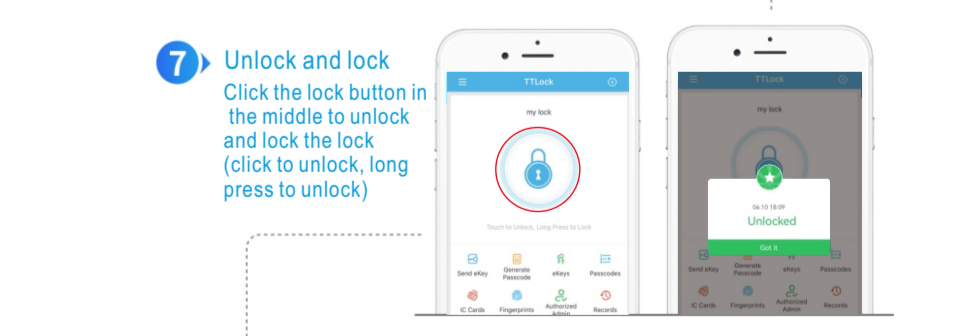 7
Unlock and lock
Click the lock button in
the middle to unlock
and lock the lock
(click to unlock, long
press to unlock)
TTLock
my lock
Touch to Unlock, Long Press to Lock
Send eKey
Generate
Passcode
eKeys
Passcodes
IC Cards
Fingerprints
Authorized
Admin
Records
TTLock
my lock
06.10 18:09
Unlocked
Got it
Send eKey
Generate
Passcode
eKeys
Passcodes
IC Cards
Fingerprints
Authorized
Admin
Records